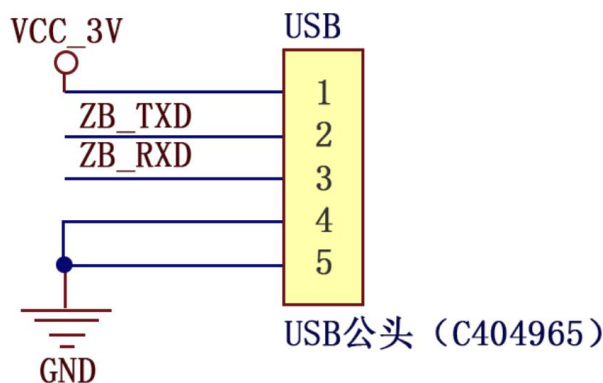 VCC_3V
USB
1
ZB_TXD
2
ZB_RXD
3
4
5
USB公头（C404965）
GND